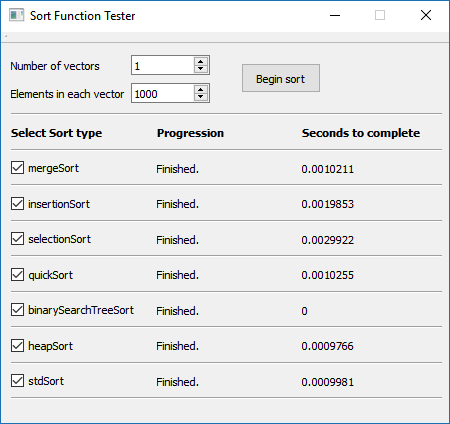 Sort Function Tester
Number of vectors 1
Elements in each vector 1000
Begin sort
Select Sort type Progression Seconds to complete
mergeSort Finished. 0.0010211
insertionSort Finished. 0.0019853
selectionSort Finished. 0.0029922
quickSort Finished. 0.0010255
binarySearchTreeSort Finished. 0
heapSort Finished. 0.0009766
stdSort Finished. 0.0009981